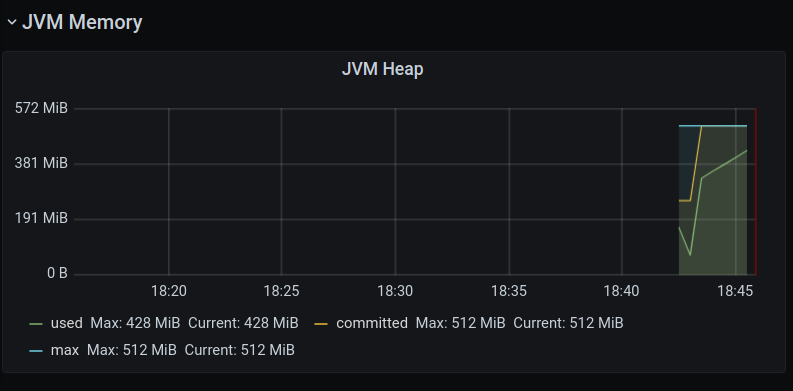 JVM Memory
JVM Heap
572 MiB
381 MiB
191 MiB
0 B
18:20 18:25 18:30 18:35 18:40 18:45
used Max: 428 MiB Current: 428 MiB committed Max: 512 MiB Current: 512 MiB
max Max: 512 MiB Current: 512 MiB